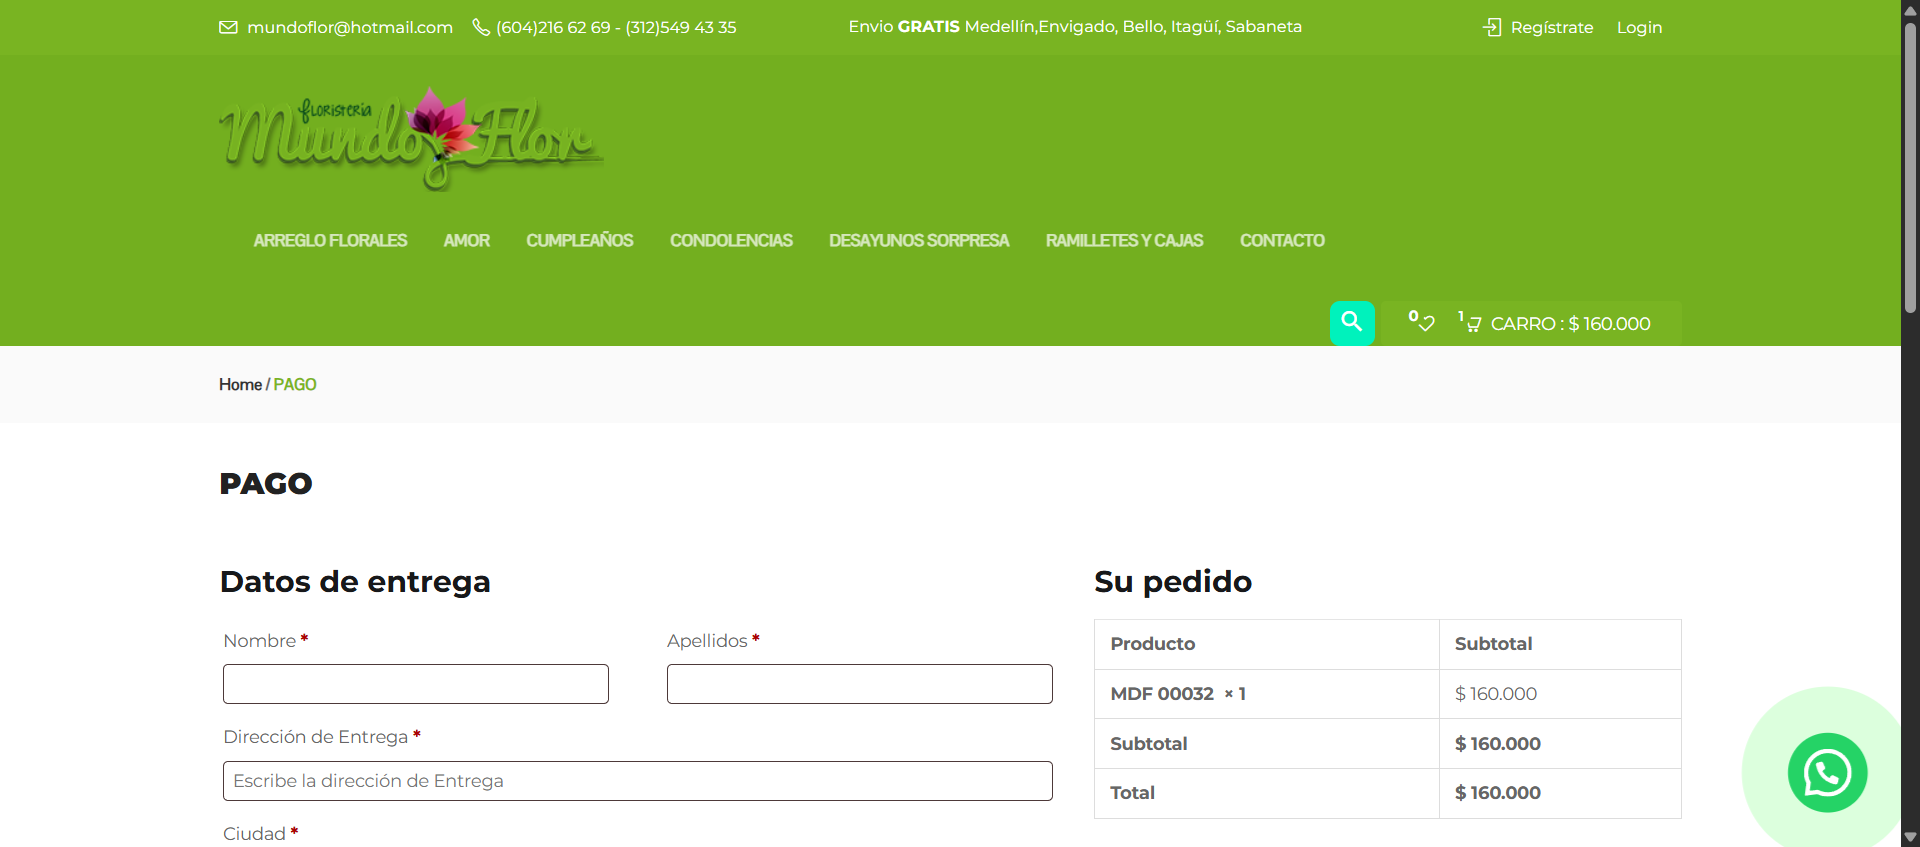 mundoflor@hotmail.com (604)216 62 69 - (312)549 43 35 Envio GRATIS Medellín,Envigado, Bello, Itagüí, Sabaneta Regístrate Login
floristeria
Mundo Flor
ARREGLO FLORALES AMOR CUMPLEAÑOS CONDOLENCIAS DESAYUNOS SORPRESA RAMILLETES Y CAJAS CONTACTO
0 1 CARRO : $ 160.000
Home / PAGO
PAGO
Datos de entrega
Nombre *
Apellidos *
Dirección de Entrega *
Escribe la dirección de Entrega
Ciudad *
Su pedido
Producto Subtotal
MDF 00032 × 1 $ 160.000
Subtotal $ 160.000
Total $ 160.000